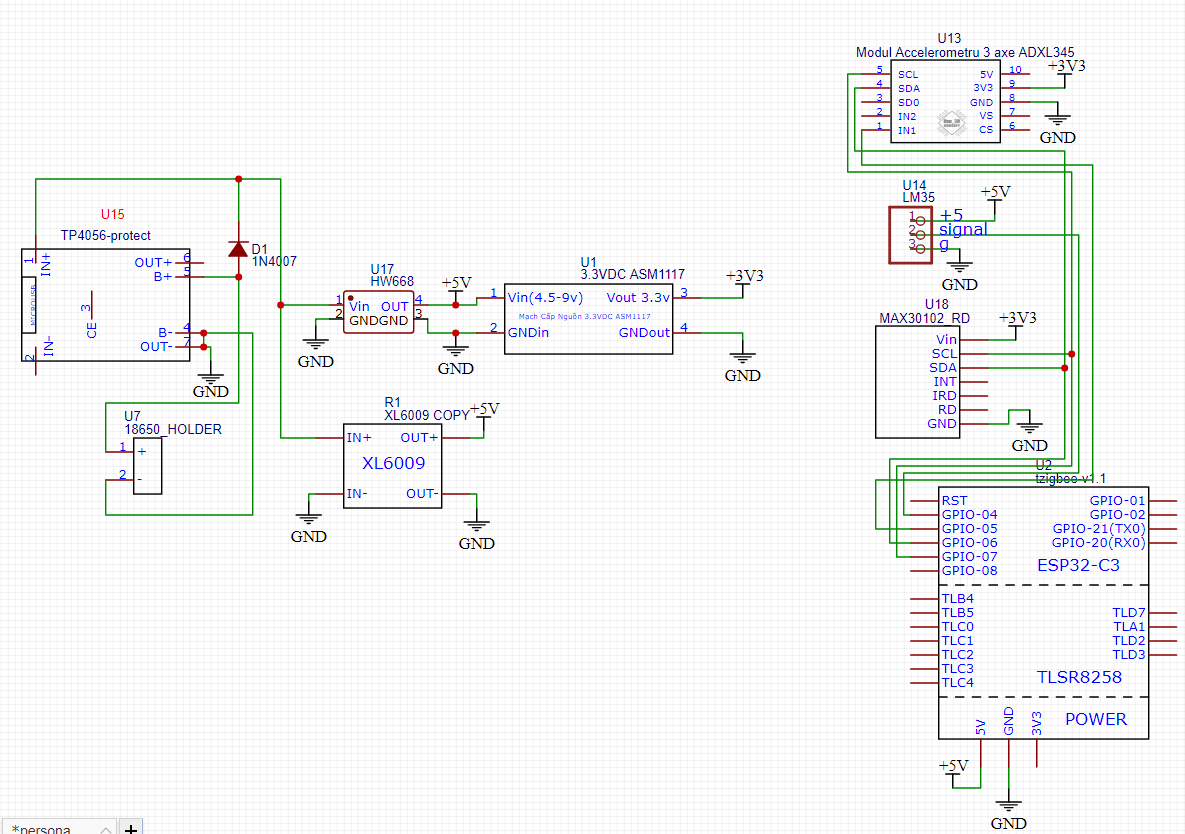 U13
Modul Accelerometru 3 axe ADXL345
+3V3
5 SCL 5V 10
4 SDA 3V3 9
3 SD0 GND 8
2 IN2 VS 7
1 IN1 CS 6
GND
U14
LM35
+5V
1 +5
2 signal
3 g
GND
U15
TP4056-protect
1 IN+
OUT+ 6
B+ 5
CE 3
B- 4
OUT- 7
2 IN-
GND
D1
1N4007
U7
18650_HOLDER
1 +
2 -
U17
HW668
1 Vin OUT 4
2 GND GND 3
+5V
GND
GND
U1
3.3VDC ASM1117
1 Vin(4.5-9v) Vout 3.3v 3
Mạch Cấp Nguồn 3.3VDC ASM1117
2 GNDin GNDout 4
+3V3
GND
R1
XL6009 COPY
+5V
IN+ OUT+
XL6009
IN- OUT-
GND
GND
U18
MAX30102_RD
+3V3
Vin
SCL
SDA
INT
IRD
RD
GND
GND
U2
tzigbee-v1.1
RST GPIO-01
GPIO-04 GPIO-02
GPIO-05 GPIO-21(TX0)
GPIO-06 GPIO-20(RX0)
GPIO-07
ESP32-C3
GPIO-08
TLB4
TLB5 TLD7
TLC0 TLA1
TLC1 TLD2
TLC2 TLD3
TLC3
TLSR8258
TLC4
5V GND 3V3
POWER
+5V
GND
*persona